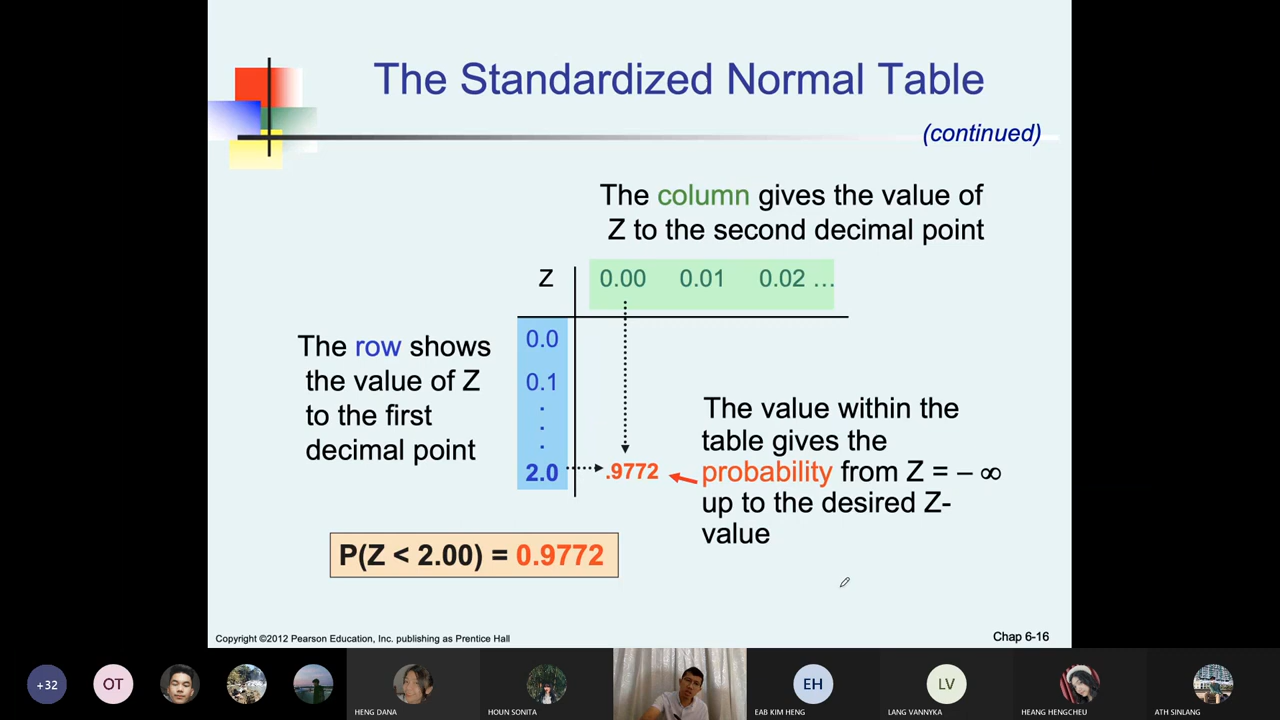 The Standardized Normal Table
(continued)
The column gives the value of
Z to the second decimal point
Z 0.00 0.01 0.02 …
The row shows
the value of Z
to the first
decimal point
0.0
0.1
.
.
.
2.0 .9772
The value within the
table gives the
probability from Z = – ∞
up to the desired Z-
value
P(Z < 2.00) = 0.9772
Copyright ©2012 Pearson Education, Inc. publishing as Prentice Hall
Chap 6-16
+32
OT
HENG DANA
HOUN SONITA
EH
EAB KIM HENG
LV
LANG VANNYKA
HEANG HENGCHEU
ATH SINLANG